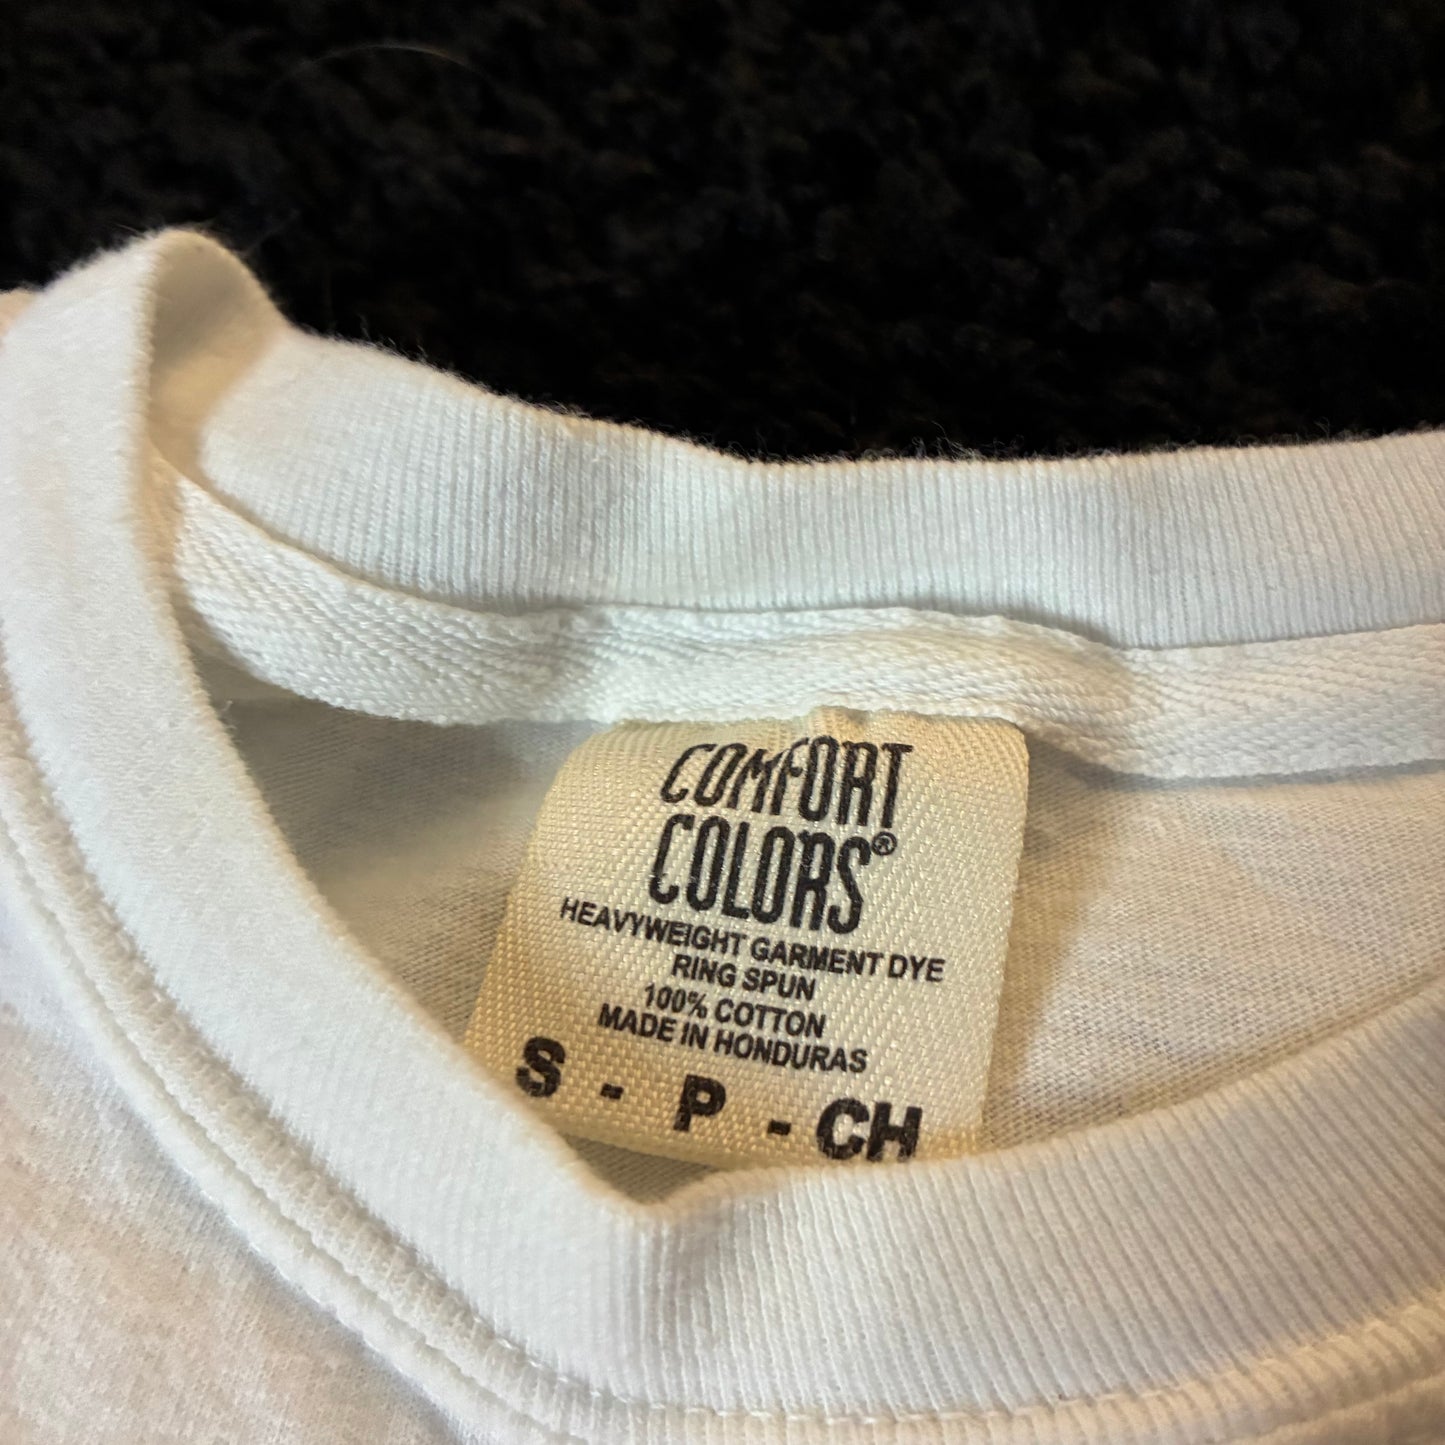 COMFORT
COLORS®
HEAVYWEIGHT GARMENT DYE
RING SPUN
100% COTTON
MADE IN HONDURAS
S - P - CH